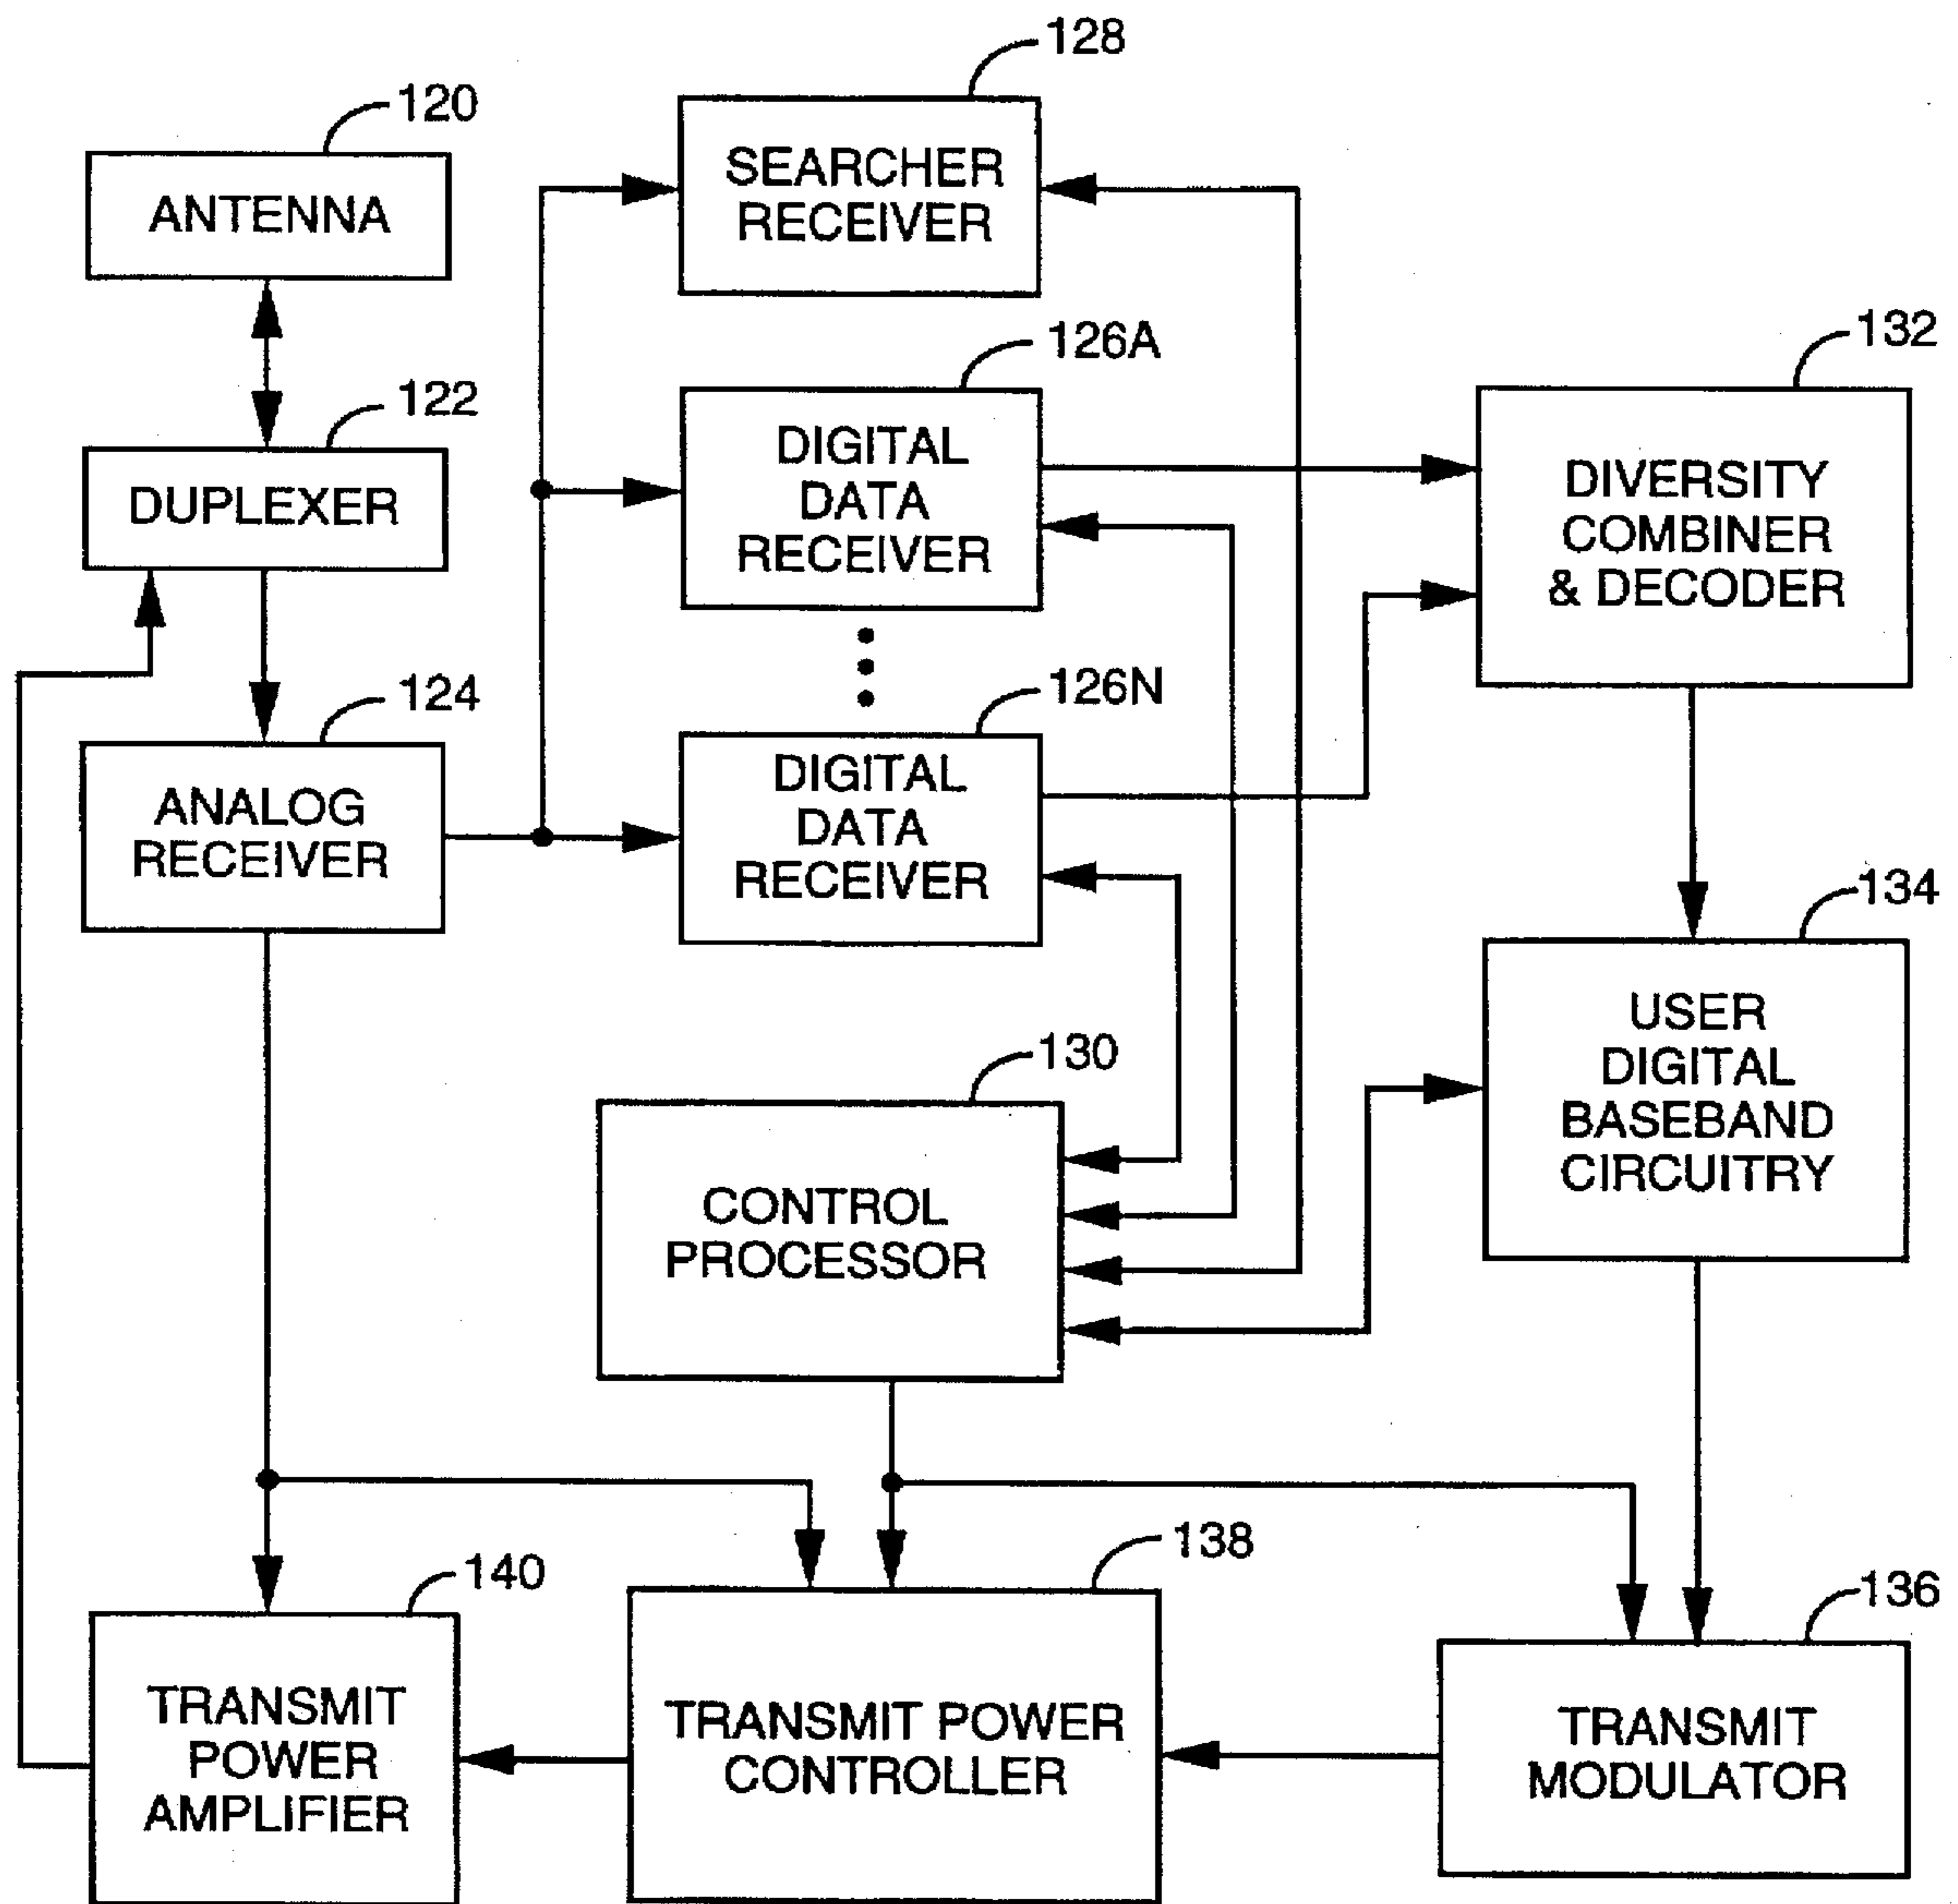 128
120
SEARCHER
RECEIVER
ANTENNA
126A
132
122
DIGITAL
DATA
RECEIVER
DIVERSITY
COMBINER
& DECODER
DUPLEXER
124
126N
ANALOG
RECEIVER
DIGITAL
DATA
RECEIVER
134
USER
DIGITAL
BASEBAND
CIRCUITRY
130
CONTROL
PROCESSOR
140
138
136
TRANSMIT
POWER
AMPLIFIER
TRANSMIT POWER
CONTROLLER
TRANSMIT
MODULATOR